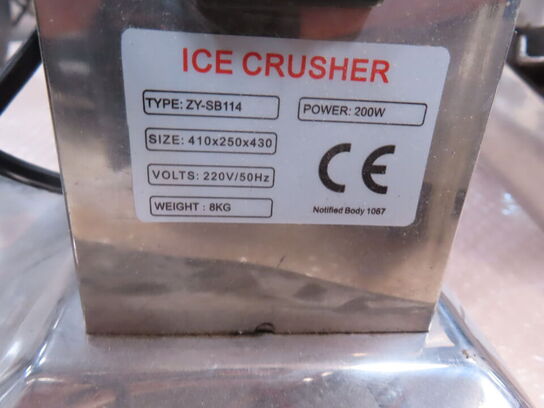 ICE CRUSHER
TYPE: ZY-SB114
POWER: 200W
SIZE: 410x250x430
VOLTS: 220V/50Hz
WEIGHT : 8KG
CE
Notified Body 1067